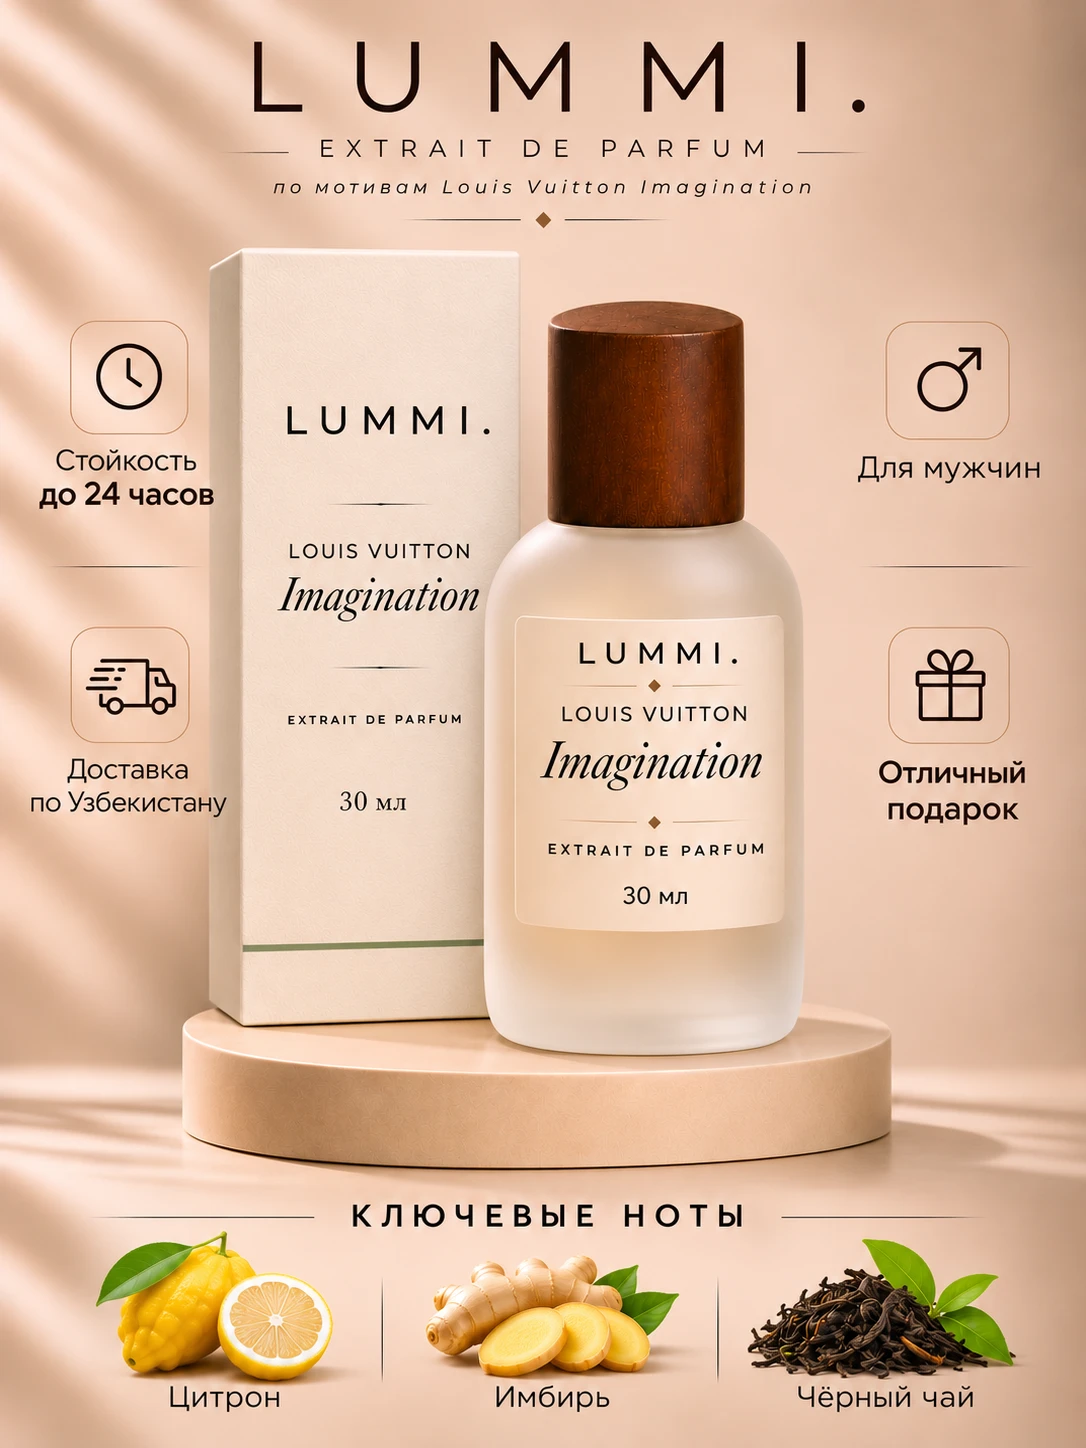 LUMMI.
EXTRAIT DE PARFUM
по мотивам Louis Vuitton Imagination
Стойкость
до 24 часов
Доставка
по Узбекистану
LUMMI.
LOUIS VUITTON
Imagination
EXTRAIT DE PARFUM
30 мл
LUMMI.
LOUIS VUITTON
Imagination
EXTRAIT DE PARFUM
30 мл
Для мужчин
Отличный
подарок
КЛЮЧЕВЫЕ НОТЫ
Цитрон
Имбирь
Чёрный чай